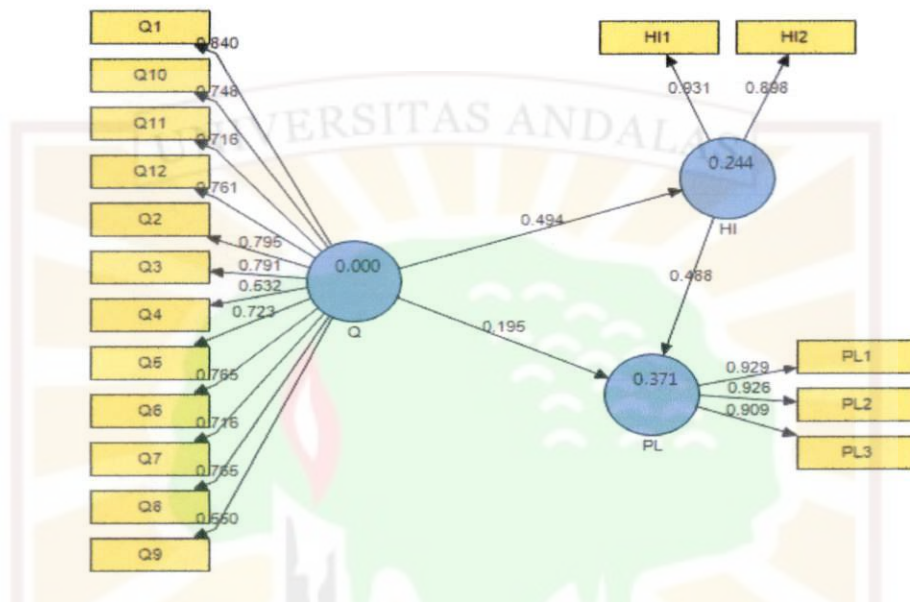 Q1
0.840
Q10
0.748
Q11
0.716
Q12
0.761
Q2
0.795
Q3
0.791
Q4
0.532
Q5
0.723
Q6
0.765
Q7
0.716
Q8
0.765
Q9
0.550
0.000
Q
UNIVERSITAS ANDALAS
HI1
HI2
0.931
0.898
0.244
HI
0.494
0.488
0.195
0.371
PL
PL1
0.929
PL2
0.926
PL3
0.909